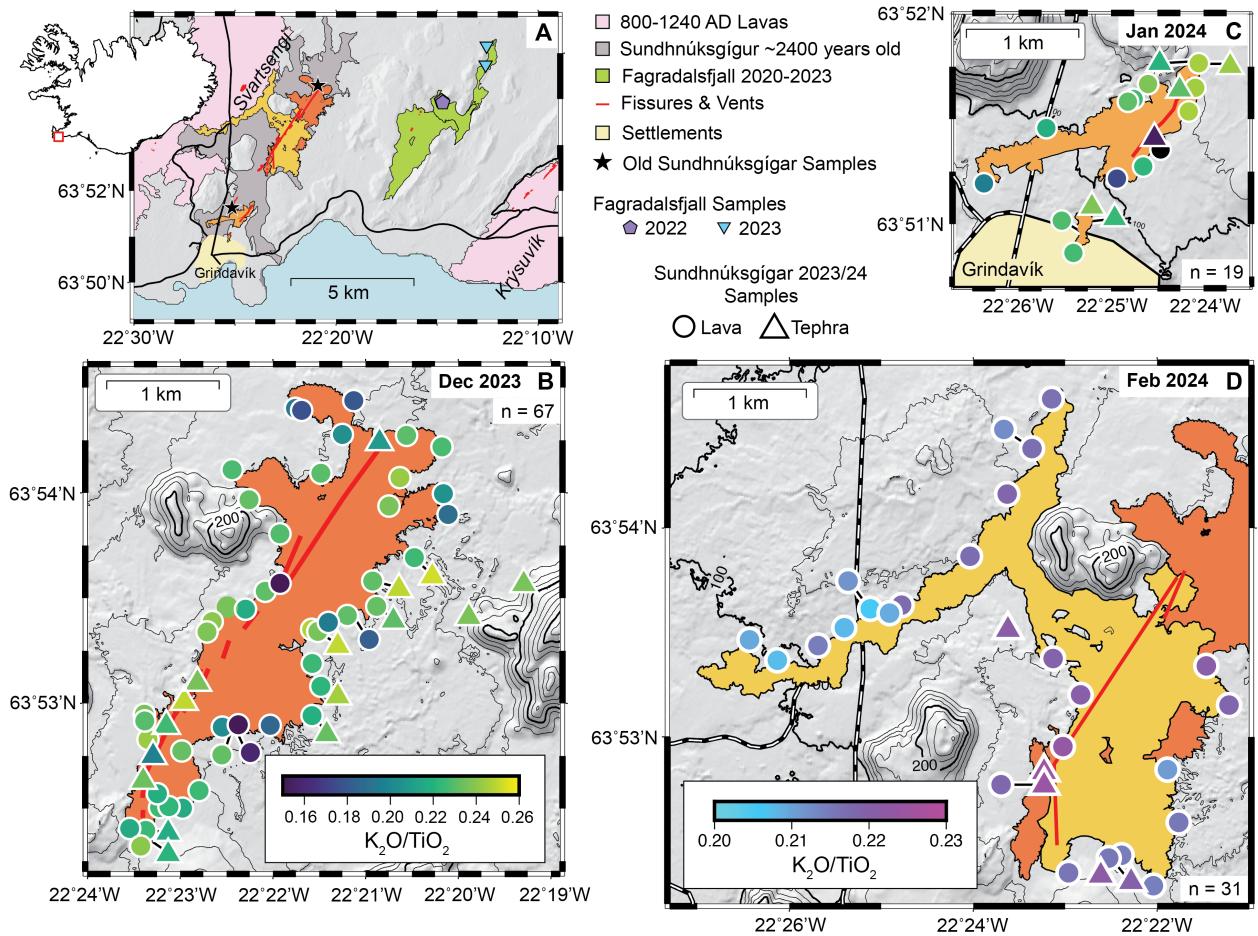 A
Svartsengi
Grindavík
Krýsuvík
5 km
63°52’N
63°50’N
22°30’W
22°20’W
22°10’W
800-1240 AD Lavas
Sundhnúksgígur ~2400 years old
Fagradalsfjall 2020-2023
Fissures & Vents
Settlements
Old Sundhnúksgígar Samples
Fagradalsfjall Samples
2022
2023
Sundhnúksgígar 2023/24
Samples
Lava
Tephra
63°52’N
1 km
Jan 2024
C
100
100
63°51’N
Grindavík
n = 19
22°26’W
22°25’W
22°24’W
1 km
Dec 2023
B
n = 67
63°54’N
200
63°53’N
0.16
0.18
0.20
0.22
0.24
0.26
K₂O/TiO₂
22°24’W
22°23’W
22°22’W
22°21’W
22°20’W
22°19’W
1 km
Feb 2024
D
63°54’N
100
200
63°53’N
200
0.20
0.21
0.22
0.23
K₂O/TiO₂
n = 31
22°26’W
22°24’W
22°22’W